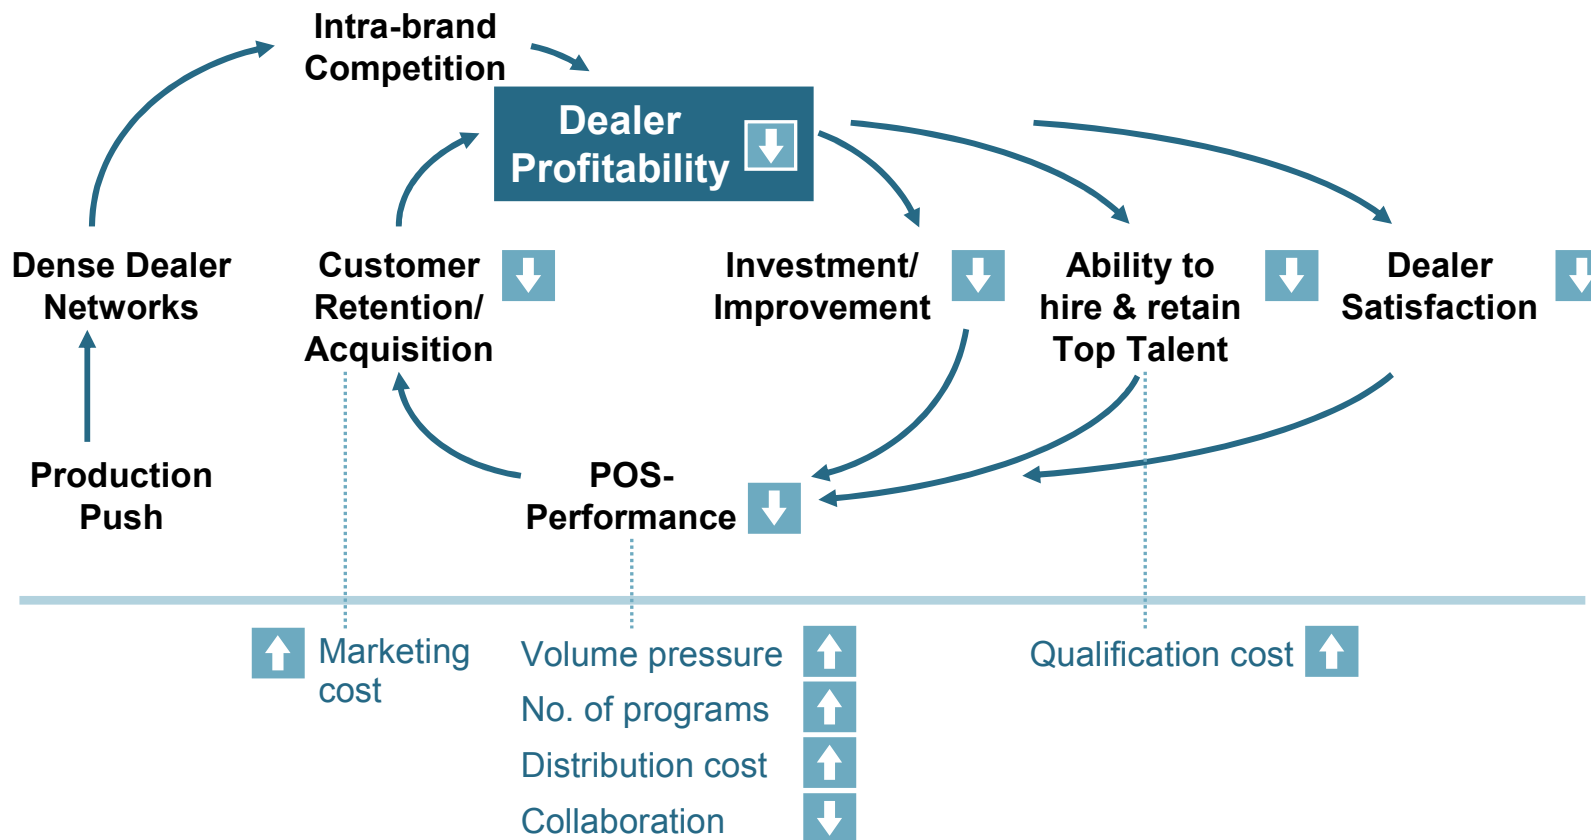 Intra-brand
Competition
Dealer
Profitability
Dense Dealer
Networks
Customer
Retention/
Acquisition
Investment/
Improvement
Ability to
hire & retain
Top Talent
Dealer
Satisfaction
Production
Push
POS-
Performance
Marketing
cost
Volume pressure
No. of programs
Distribution cost
Collaboration
Qualification cost